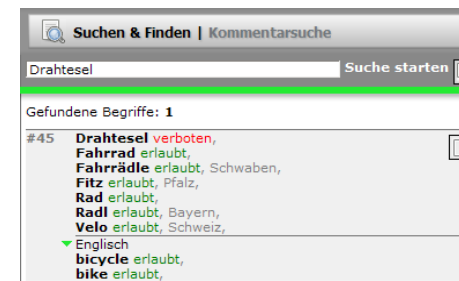 Suchen & Finden | Kommentarsuche
Drahtesel Suche starten
Gefundene Begriffe: 1
#45 Drahtesel verboten,
Fahrrad erlaubt,
Fahrrädle erlaubt, Schwaben,
Fitz erlaubt, Pfalz,
Rad erlaubt,
Radl erlaubt, Bayern,
Velo erlaubt, Schweiz,
Englisch
bicycle erlaubt,
bike erlaubt,